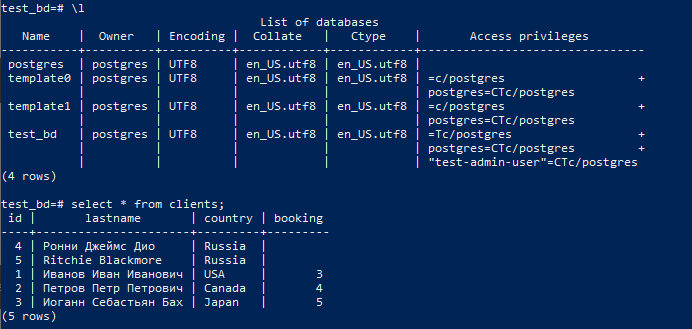 test_bd=# \l
                                  List of databases
   Name    |  Owner   | Encoding |  Collate   |   Ctype    |       Access privileges
-----------+----------+----------+------------+------------+-------------------------------
 postgres  | postgres | UTF8     | en_US.utf8 | en_US.utf8 |
 template0 | postgres | UTF8     | en_US.utf8 | en_US.utf8 | =c/postgres                  +
           |          |          |            |            | postgres=CTc/postgres
 template1 | postgres | UTF8     | en_US.utf8 | en_US.utf8 | =c/postgres                  +
           |          |          |            |            | postgres=CTc/postgres
 test_bd   | postgres | UTF8     | en_US.utf8 | en_US.utf8 | =Tc/postgres                 +
           |          |          |            |            | postgres=CTc/postgres        +
           |          |          |            |            | "test-admin-user"=CTc/postgres
(4 rows)

test_bd=# select * from clients;
 id |       lastname       | country | booking
----+----------------------+---------+---------
  4 | Ронни Джеймс Дио     | Russia  |
  5 | Ritchie Blackmore    | Russia  |
  1 | Иванов Иван Иванович | USA     |       3
  2 | Петров Петр Петрович | Canada  |       4
  3 | Иоганн Себастьян Бах | Japan   |       5
(5 rows)